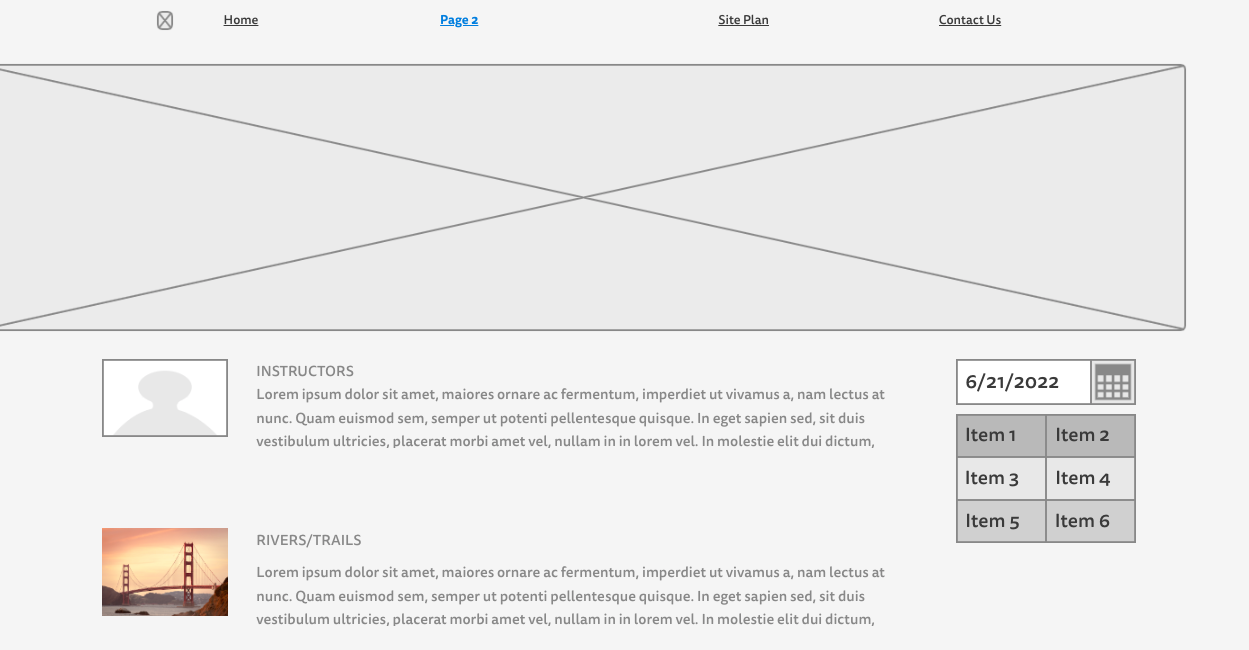 Home
Page 2
Site Plan
Contact Us
INSTRUCTORS
Lorem ipsum dolor sit amet, maiores ornare ac fermentum, imperdiet ut vivamus a, nam lectus at
nunc. Quam euismod sem, semper ut potenti pellentesque quisque. In eget sapien sed, sit duis
vestibulum ultricies, placerat morbi amet vel, nullam in in lorem vel. In molestie elit dui dictum,
RIVERS/TRAILS
Lorem ipsum dolor sit amet, maiores ornare ac fermentum, imperdiet ut vivamus a, nam lectus at
nunc. Quam euismod sem, semper ut potenti pellentesque quisque. In eget sapien sed, sit duis
vestibulum ultricies, placerat morbi amet vel, nullam in in lorem vel. In molestie elit dui dictum,
6/21/2022
Item 1 Item 2
Item 3 Item 4
Item 5 Item 6